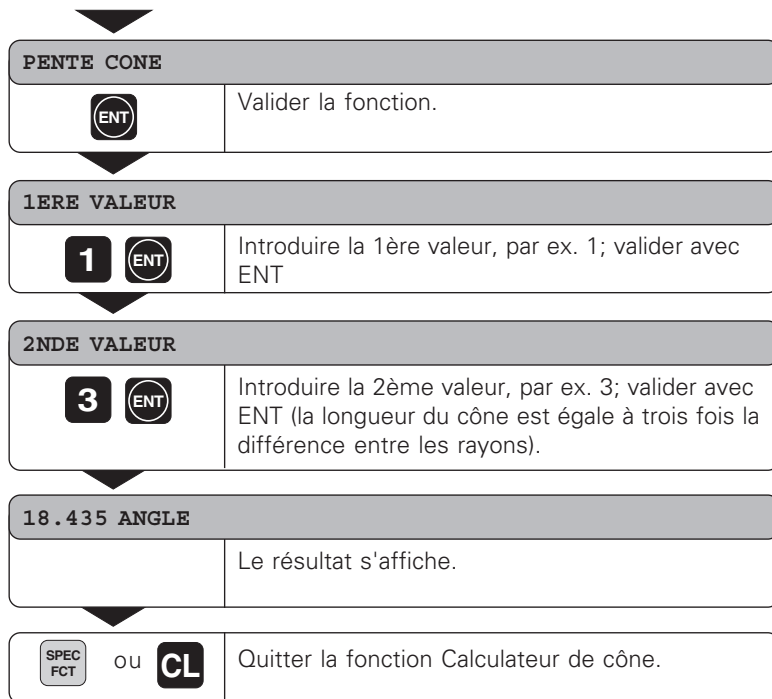 PENTE CONE
ENT
Valider la fonction.
1ERE VALEUR
1 ENT
Introduire la 1ère valeur, par ex. 1; valider avec
ENT
2NDE VALEUR
3 ENT
Introduire la 2ème valeur, par ex. 3; valider avec
ENT (la longueur du cône est égale à trois fois la
différence entre les rayons).
18.435 ANGLE
Le résultat s'affiche.
SPEC
FCT
ou CL
Quitter la fonction Calculateur de cône.